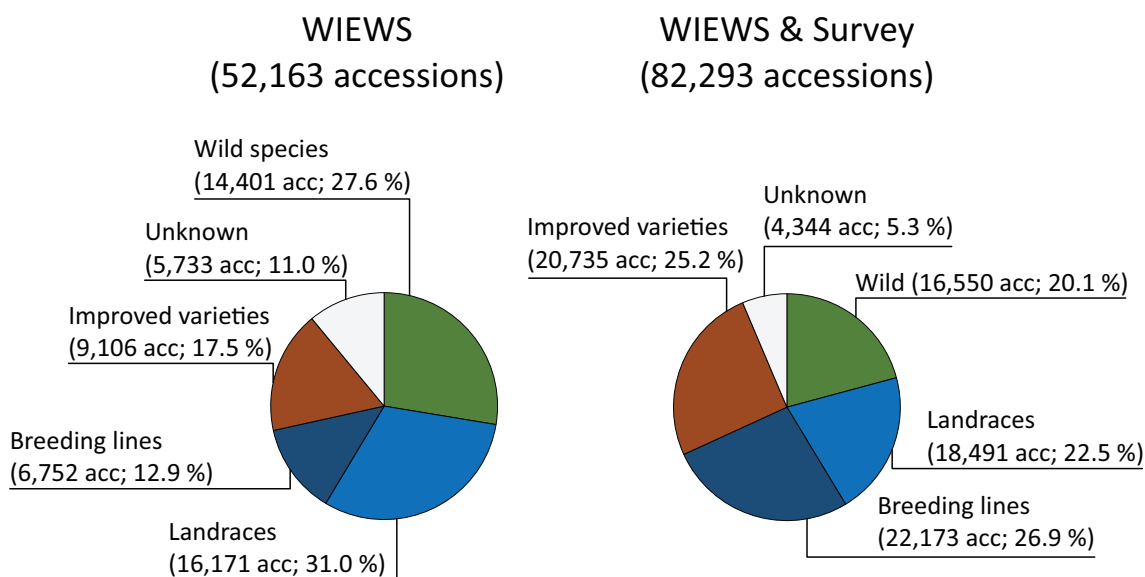 WIEWS
(52,163 accessions)
Wild species
(14,401 acc; 27.6 %)
Unknown
(5,733 acc; 11.0 %)
Improved varieties
(9,106 acc; 17.5 %)
Breeding lines
(6,752 acc; 12.9 %)
Landraces
(16,171 acc; 31.0 %)
WIEWS & Survey
(82,293 accessions)
Unknown
(4,344 acc; 5.3 %)
Improved varieties
(20,735 acc; 25.2 %)
Wild (16,550 acc; 20.1 %)
Landraces
(18,491 acc; 22.5 %)
Breeding lines
(22,173 acc; 26.9 %)